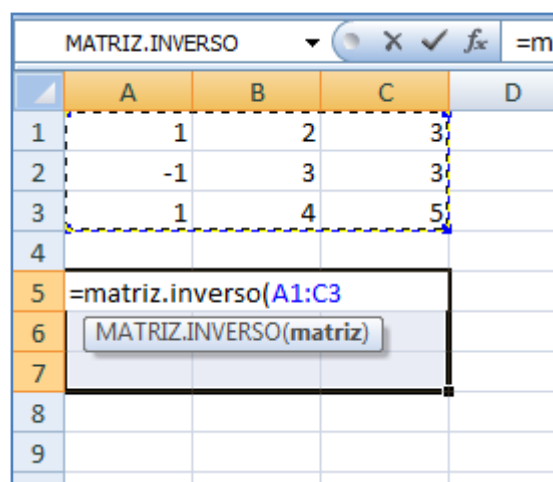 MATRIZ.INVERSO fx =m
A B C D
1 1 2 3
2 -1 3 3
3 1 4 5
4
5 =matriz.inverso(A1:C3
6 MATRIZ.INVERSO(matriz)
7
8
9